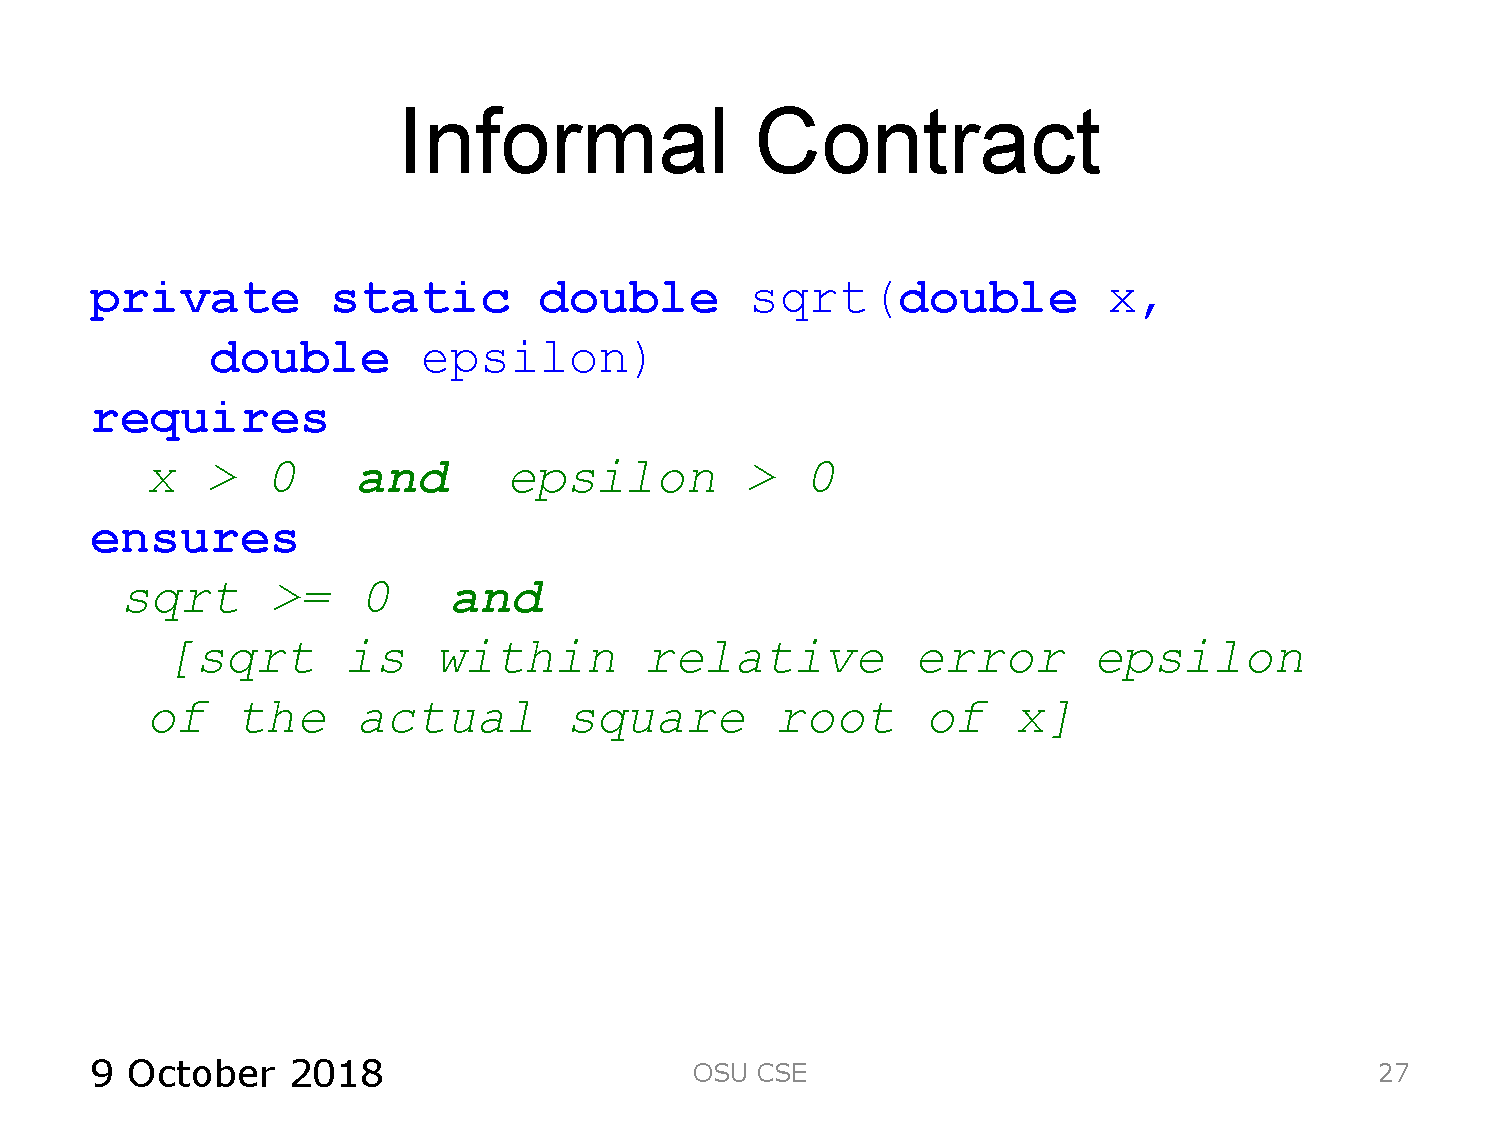 Informal Contract
private static double sqrt(double x,
double epsilon)
requires
x > 0 and epsilon > 0
ensures
sqrt >= 0 and
[sqrt is within relative error epsilon
of the actual square root of x]
9 October 2018
OSU CSE
27